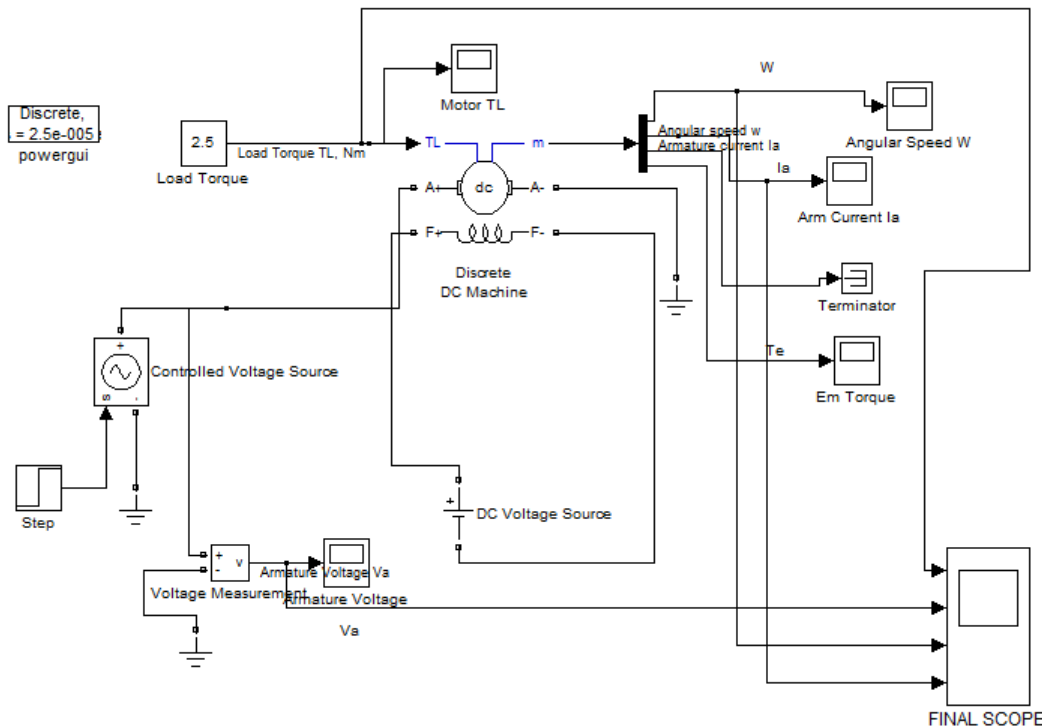 W
Motor TL
Discrete,
= 2.5e-005
powergui
2.5
Load Torque TL, Nm
Load Torque
TL
m
Angular speed w
Armature current Ia
Angular Speed W
A+
dc
A-
Ia
Arm Current Ia
F+
F-
Discrete
DC Machine
Terminator
+
s
-
Controlled Voltage Source
Te
Em Torque
Step
+
DC Voltage Source
+
-
v
Armature Voltage Va
Voltage Measurement
Armature Voltage
Va
FINAL SCOPE